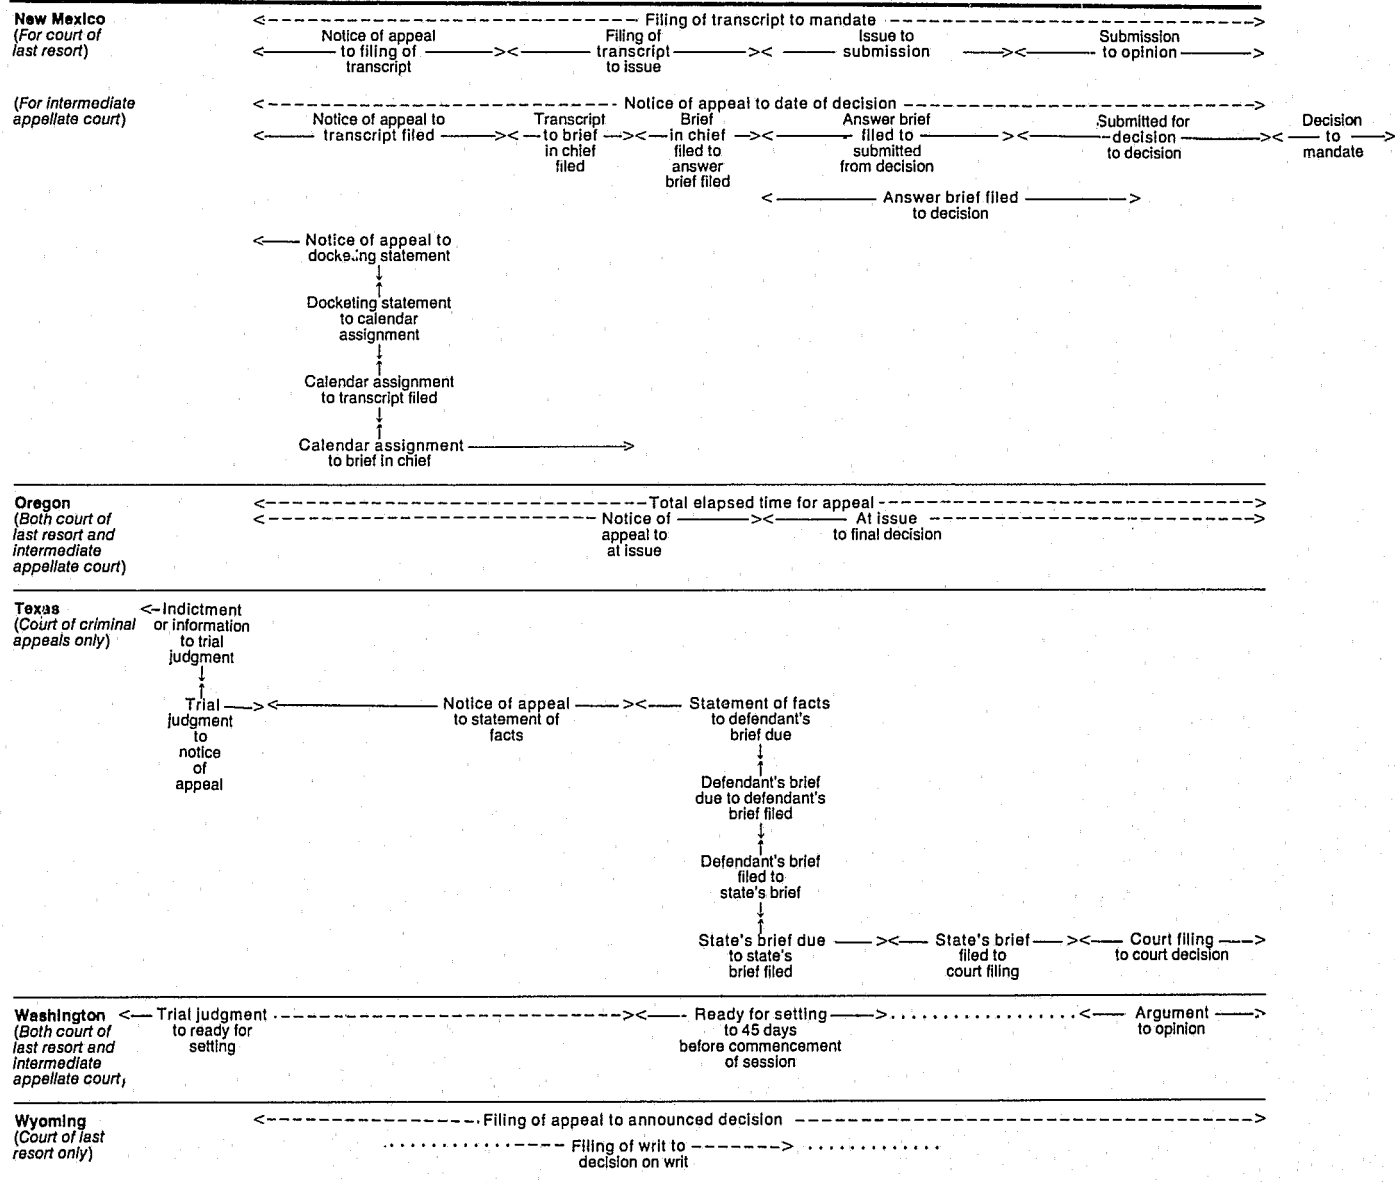 New Mexico
(For court of
last resort)
Filing of transcript to mandate
Notice of appeal
to filing of
transcript
Filing of
transcript
to issue
Issue to
submission
Submission
to opinion
(For intermediate
appellate court)
Notice of appeal to date of decision
Notice of appeal to
transcript filed
Transcript
to brief
in chief
filed
Brief
in chief
filed to
answer
brief filed
Answer brief
filed to
submitted
from decision
Submitted for
decision
to decision
Decision
to
mandate
Answer brief filed
to decision
Notice of appeal to
docketing statement
Docketing statement
to calendar
assignment
Calendar assignment
to transcript filed
Calendar assignment
to brief in chief
Oregon
(Both court of
last resort and
intermediate
appellate court)
Total elapsed time for appeal
Notice of
appeal to
at issue
At issue
to final decision
Texas
(Court of criminal
appeals only)
Indictment
or information
to trial
judgment
Trial
judgment
to
notice
of
appeal
Notice of appeal
to statement of
facts
Statement of facts
to defendant's
brief due
Defendant's brief
due to defendant's
brief filed
Defendant's brief
filed to
state's brief
State's brief due
to state's
brief filed
State's brief
filed to
court filing
Court filing
to court decision
Washington
(Both court of
last resort and
intermediate
appellate court)
Trial judgment
to ready for
setting
Ready for setting
to 45 days
before commencement
of session
Argument
to opinion
Wyoming
(Court of last
resort only)
Filing of appeal to announced decision
Filing of writ to
decision on writ